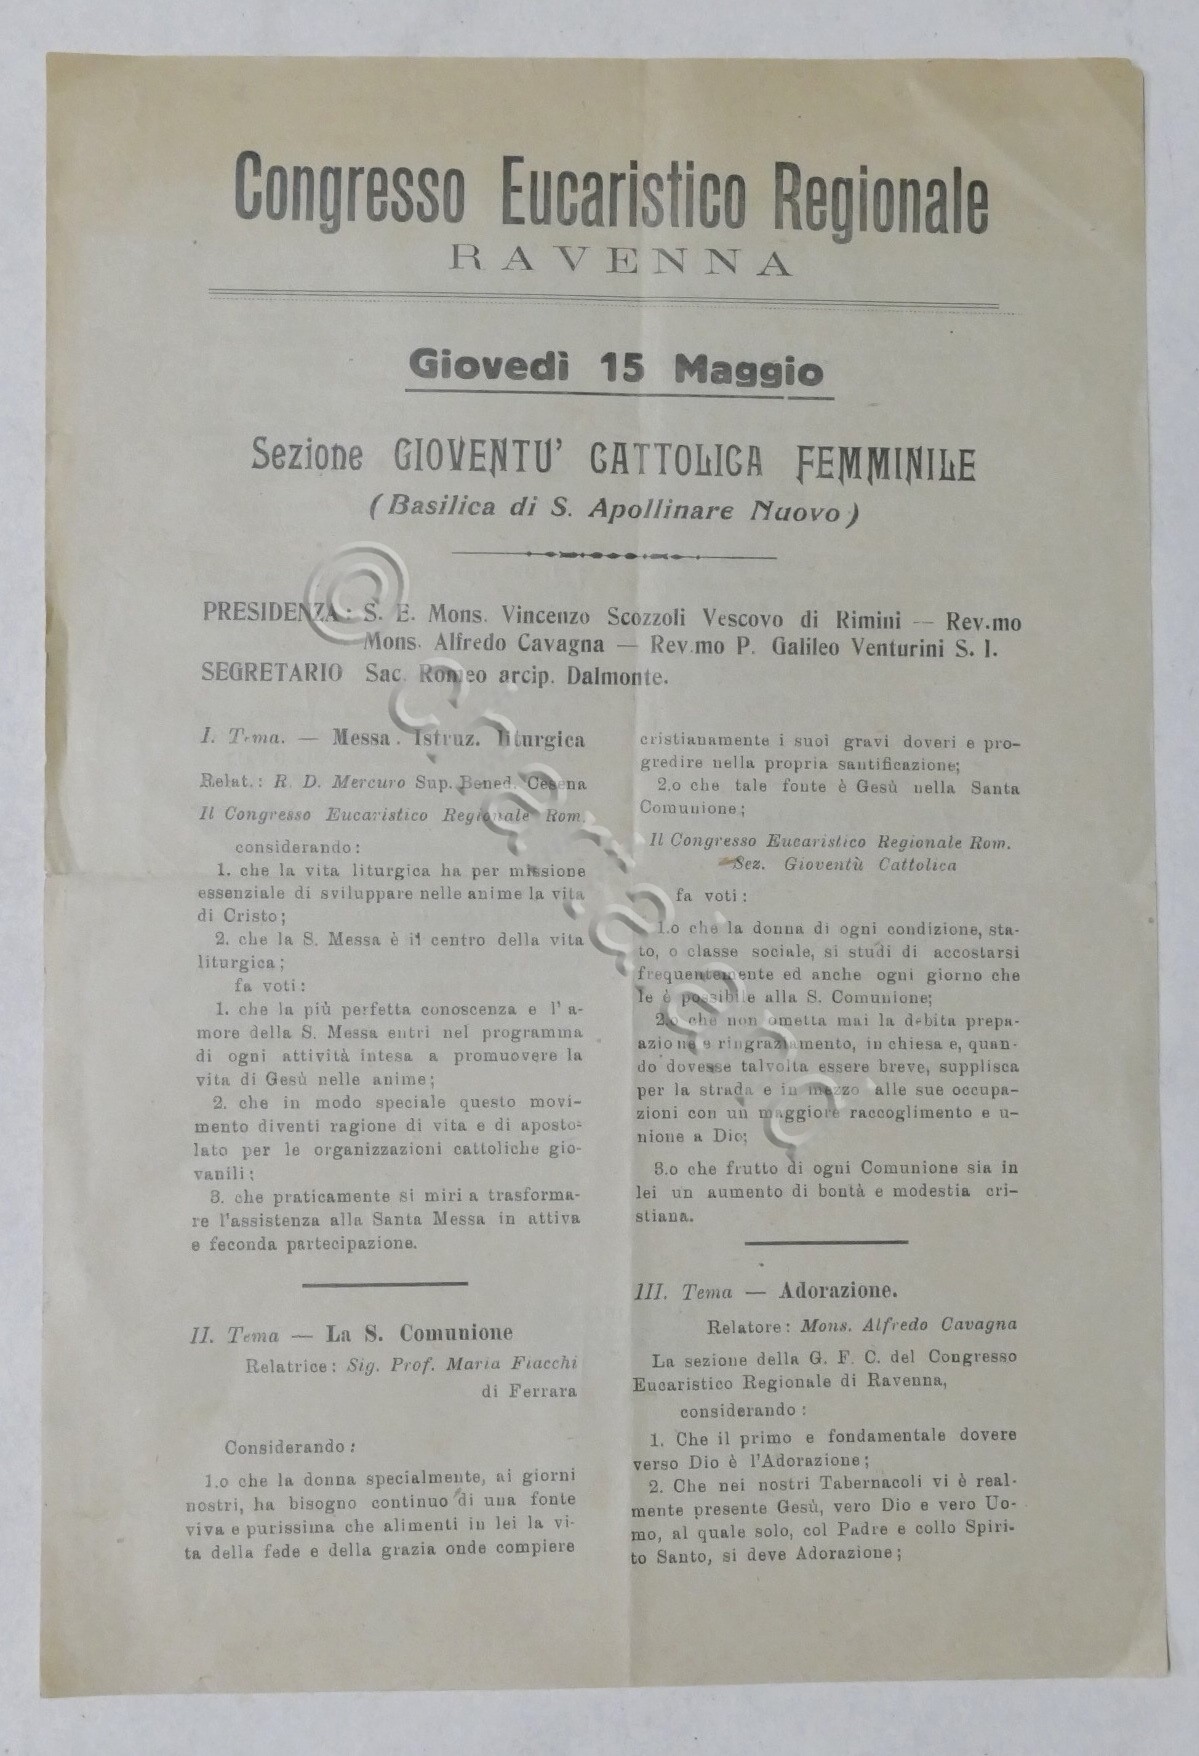 Congresso Eucaristico Regionale
RAVENNA
Giovedì 15 Maggio
Sezione GIOVENTU' CATTOLICA FEMMINILE
(Basilica di S. Apollinare Nuovo)
PRESIDENZA: S. E. Mons. Vincenzo Scozzoli Vescovo di Rimini — Rev.mo
Mons. Alfredo Cavagna — Rev.mo P. Galileo Venturini S. I.
SEGRETARIO Sac. Romeo arcip. Dalmonte.
I. Tema. — Messa. Istruz. liturgica
Relat.: R. D. Mercuro Sup. Bened. Cesena
Il Congresso Eucaristico Regionale Rom.
considerando:
1. che la vita liturgica ha per missione
essenziale di sviluppare nelle anime la vita
di Cristo;
2. che la S. Messa è il centro della vita
liturgica;
fa voti:
1. che la più perfetta conoscenza e l' a-
more della S. Messa entri nel programma
di ogni attività intesa a promuovere la
vita di Gesù nelle anime;
2. che in modo speciale questo movi-
mento diventi ragione di vita e di aposto-
lato per le organizzazioni cattoliche gio-
vanili;
3. che praticamente si miri a trasforma-
re l'assistenza alla Santa Messa in attiva
e feconda partecipazione.
II. Tema — La S. Comunione
Relatrice: Sig. Prof. Maria Fiacchi
di Ferrara
Considerando:
1.o che la donna specialmente, ai giorni
nostri, ha bisogno continuo di una fonte
viva e purissima che alimenti in lei la vi-
ta della fede e della grazia onde compiere
cristianamente i suoi gravi doveri e pro-
gredire nella propria santificazione;
2.o che tale fonte è Gesù nella Santa
Comunione;
Il Congresso Eucaristico Regionale Rom.
Sez. Gioventù Cattolica
fa voti:
1.o che la donna di ogni condizione, sta-
to, o classe sociale, si studi di accostarsi
frequentemente ed anche ogni giorno che
le è possibile alla S. Comunione;
2.o che non ometta mai la debita prepa-
azione e ringraziamento, in chiesa e, quan-
do dovesse talvolta essere breve, supplisca
per la strada e in mezzo alle sue occupa-
zioni con un maggiore raccoglimento e u-
nione a Dio;
3.o che frutto di ogni Comunione sia in
lei un aumento di bontà e modestia cri-
stiana.
III. Tema — Adorazione.
Relatore: Mons. Alfredo Cavagna
La sezione della G. F. C. del Congresso
Eucaristico Regionale di Ravenna,
considerando:
1. Che il primo e fondamentale dovere
verso Dio è l'Adorazione;
2. Che nei nostri Tabernacoli vi è real-
mente presente Gesù, vero Dio e vero Uo-
mo, al quale solo, col Padre e collo Spiri-
to Santo, si deve Adorazione;